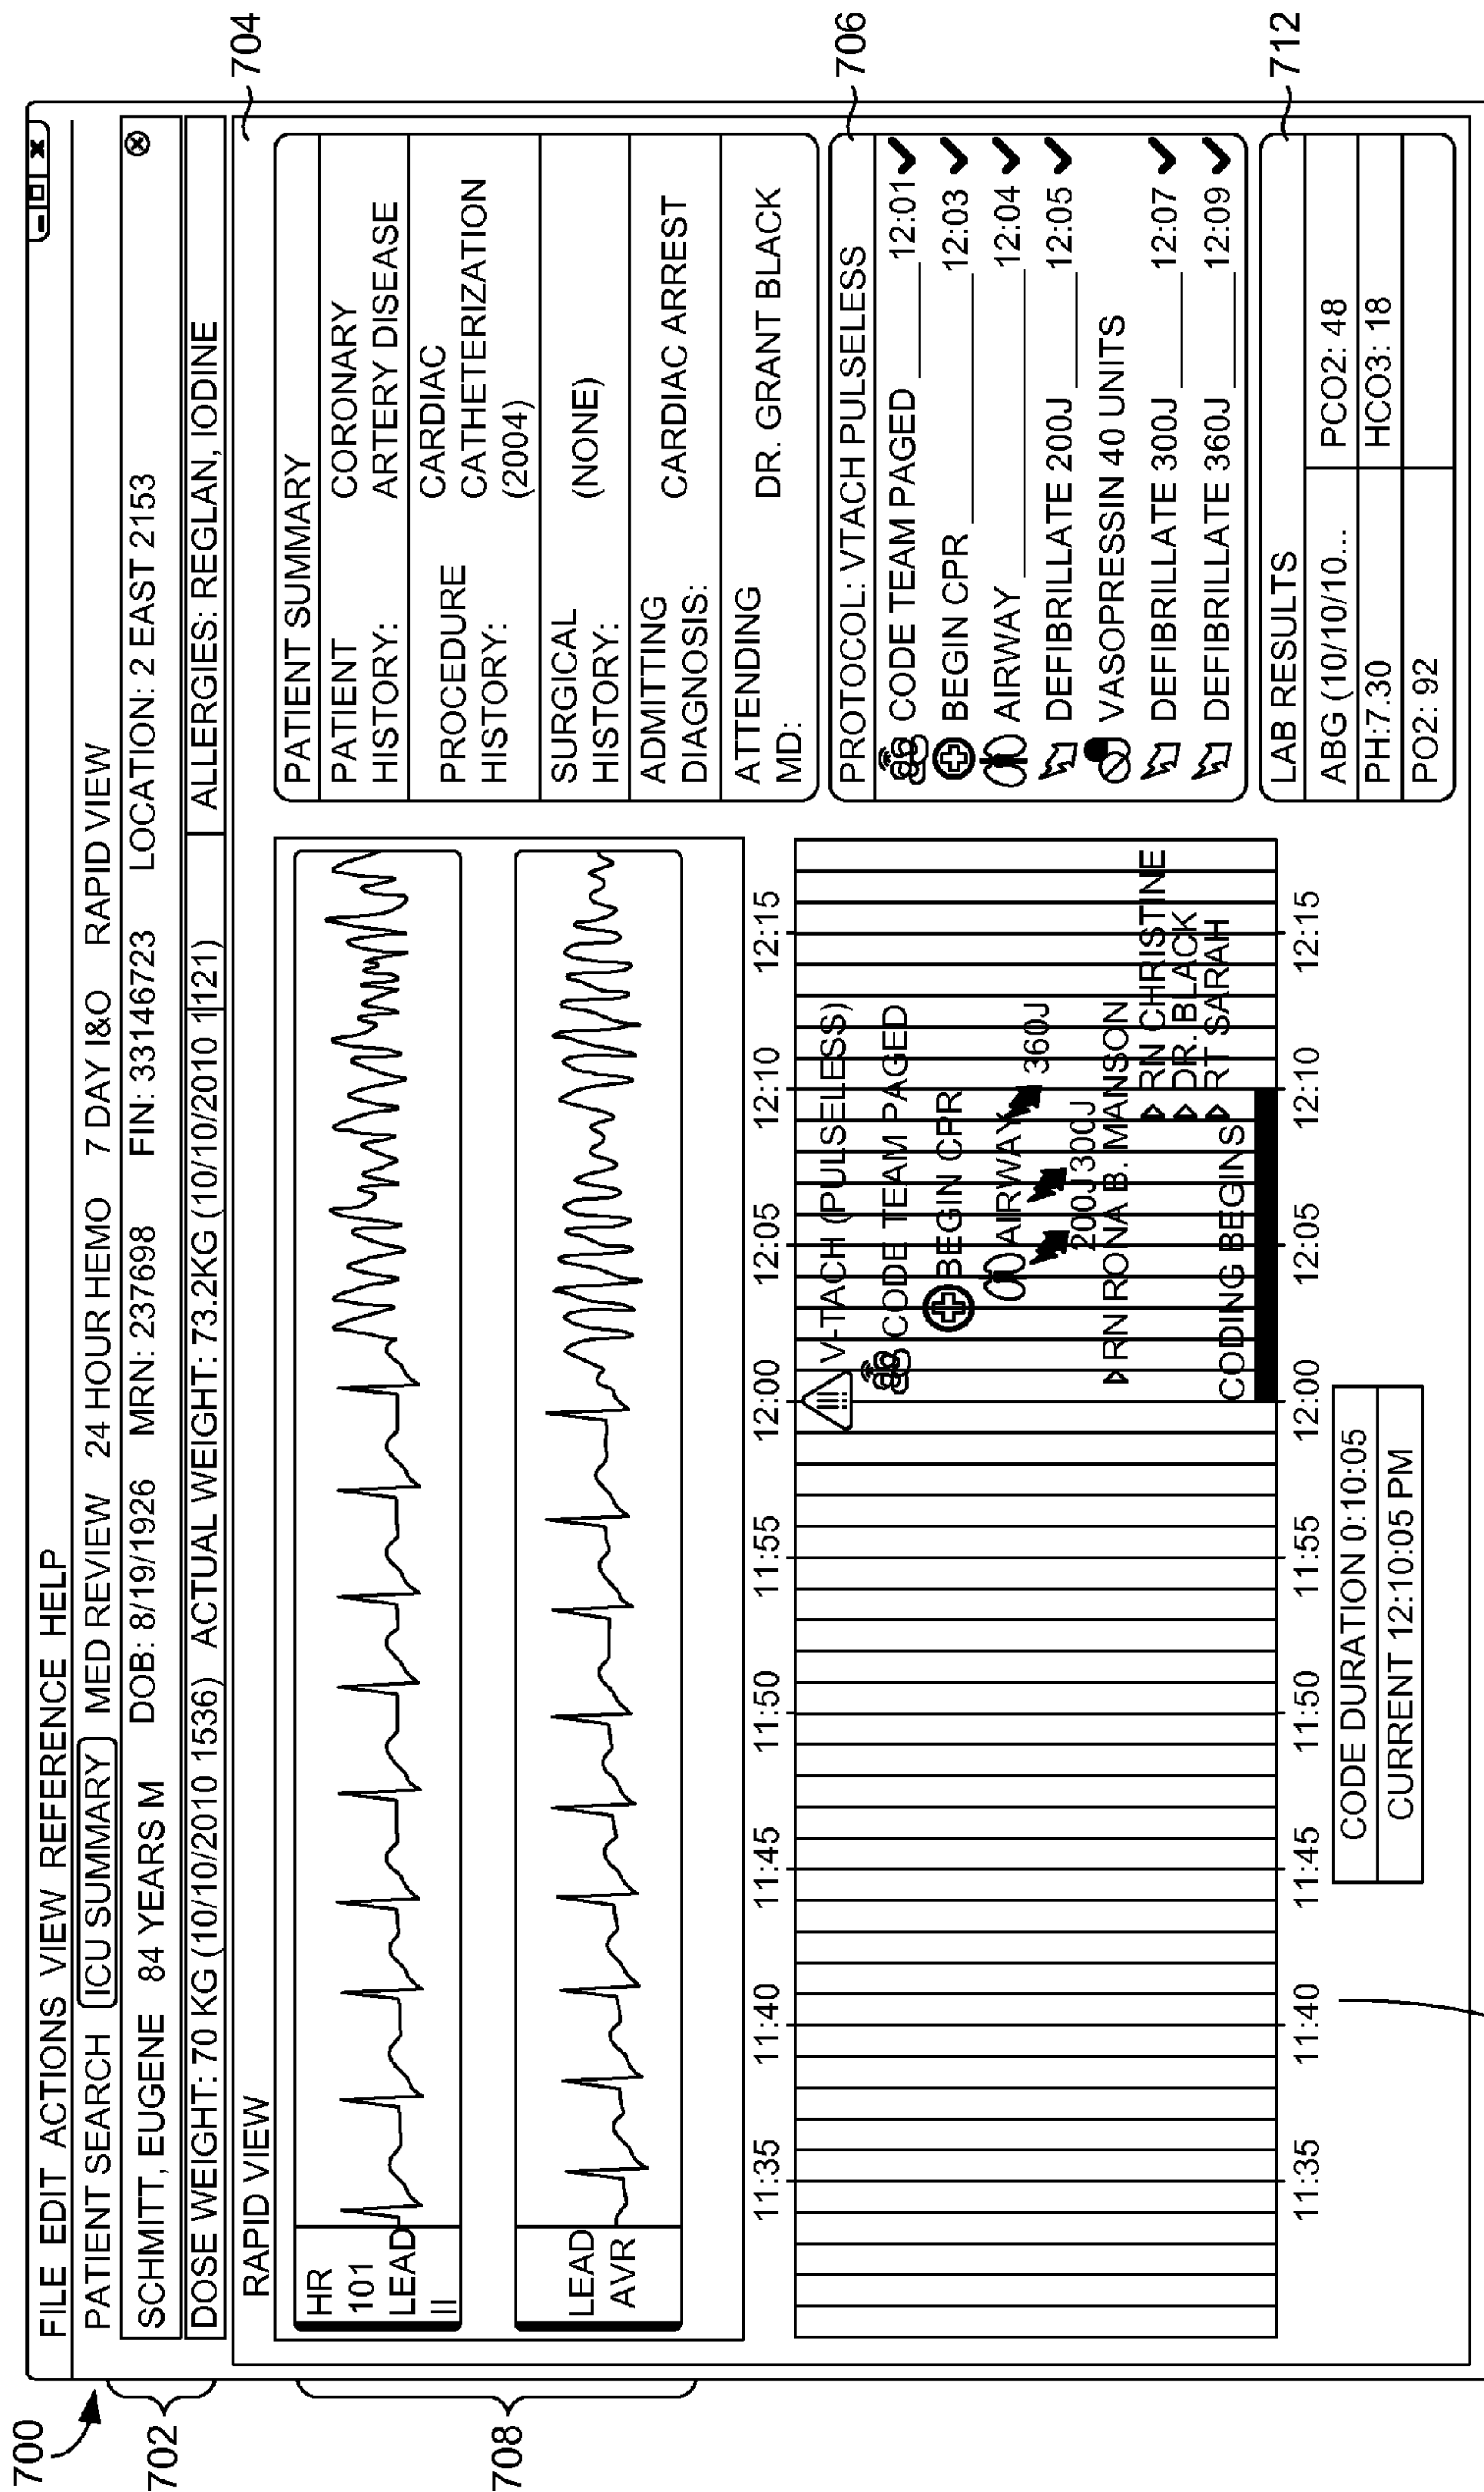 700
702
708
704
706
712
FILE EDIT ACTIONS VIEW REFERENCE HELP
PATIENT SEARCH ICU SUMMARY MED REVIEW 24 HOUR HEMO 7 DAY I&O RAPID VIEW
SCHMITT, EUGENE 84 YEARS M DOB: 8/19/1926 MRN: 237698 FIN: 33146723 LOCATION: 2 EAST 2153
DOSE WEIGHT: 70 KG (10/10/2010 1536) ACTUAL WEIGHT: 73.2KG (10/10/2010 1121) ALLERGIES: REGLAN, IODINE
RAPID VIEW
HR
101
LEAD
II
LEAD
AVR
PATIENT SUMMARY
PATIENT CORONARY
HISTORY: ARTERY DISEASE
CARDIAC
PROCEDURE CATHETERIZATION
HISTORY: (2004)
SURGICAL (NONE)
HISTORY:
ADMITTING CARDIAC ARREST
DIAGNOSIS:
ATTENDING DR. GRANT BLACK
MD:
11:35 11:40 11:45 11:50 11:55 12:00 12:05 12:10 12:15
V-TACH (PULSELESS)
CODE TEAM PAGED
BEGIN CPR
AIRWAY
360J
200J 300J
RN RONA B. MANSON
RN CHRISTINE
DR. BLACK
RT SARAH
CODING BEGINS
11:35 11:40 11:45 11:50 11:55 12:00 12:05 12:10 12:15
CODE DURATION 0:10:05
CURRENT 12:10:05 PM
PROTOCOL: VTACH PULSELESS
CODE TEAM PAGED 12:01
BEGIN CPR 12:03
AIRWAY 12:04
DEFIBRILLATE 200J 12:05
VASOPRESSIN 40 UNITS
DEFIBRILLATE 300J 12:07
DEFIBRILLATE 360J 12:09
LAB RESULTS
ABG (10/10/10... PCO2: 48
PH:7.30 HCO3: 18
PO2: 92